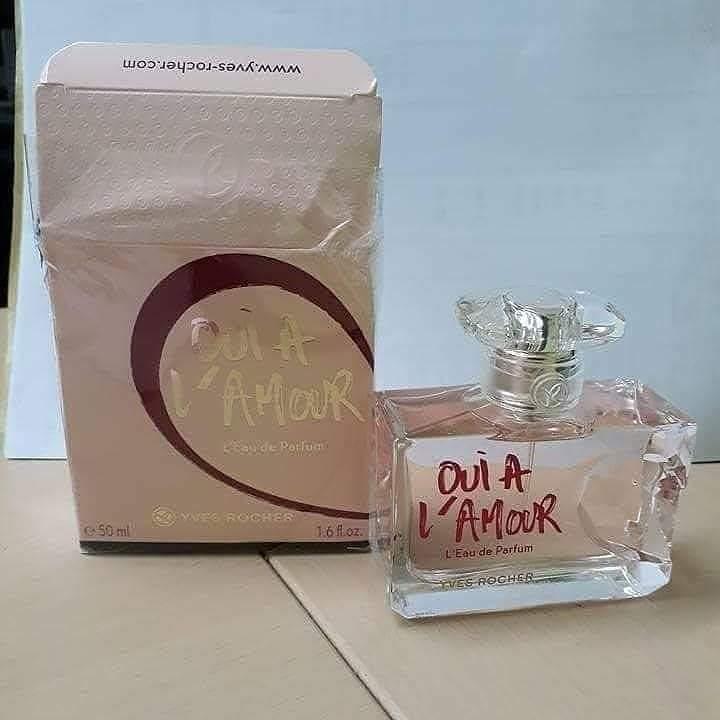 www.yves-rocher.com
OUI A
L'AMOUR
L'Eau de Parfum
YVES ROCHER
e 50 ml
1.6 fl.oz.
OUI A
L'AMOUR
L'Eau de Parfum
YVES ROCHER